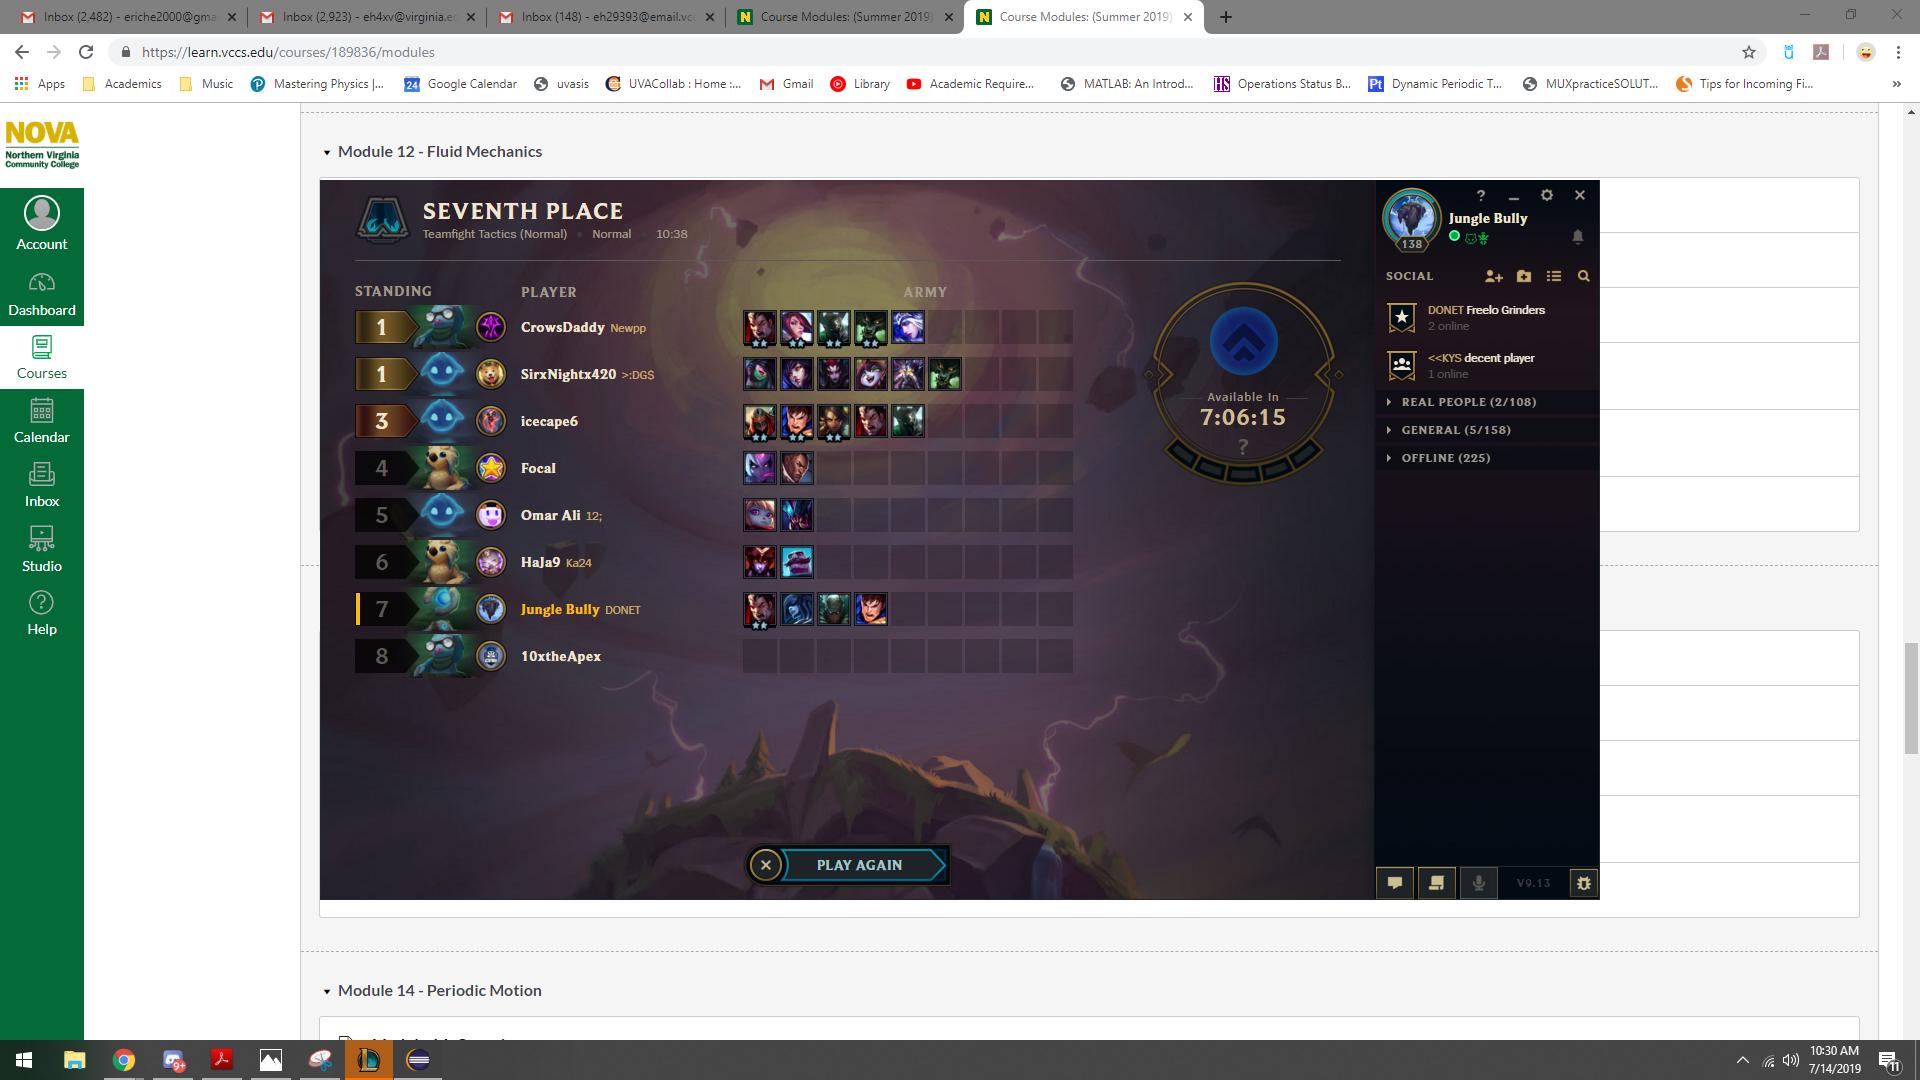 Inbox (2,482) - eriche2000@gma
Inbox (2,923) - eh4xv@virginia.e
Inbox (148) - eh29393@email.vc
Course Modules: (Summer 2019)
Course Modules: (Summer 2019)
https://learn.vccs.edu/courses/189836/modules
Apps
Academics
Music
Mastering Physics |...
24
Google Calendar
uvasis
UVACollab : Home :...
Gmail
Library
Academic Require...
MATLAB: An Introd...
HS
Operations Status B...
Pt
Dynamic Periodic T...
MUXpracticeSOLUT...
Tips for Incoming Fi...
»
NOVA
Northern Virginia
Community College
Account
Dashboard
Courses
Calendar
Inbox
Studio
Help
Module 12 - Fluid Mechanics
SEVENTH PLACE
Teamfight Tactics (Normal) • Normal • 10:38
STANDING PLAYER ARMY
1 CrowsDaddy Newpp
1 SirxNightx420 >:DG$
3 icecape6
4 Focal
5 Omar Ali 12;
6 HaJa9 Ka24
7 Jungle Bully DONET
8 10xtheApex
Available In
7:06:15
?
PLAY AGAIN
?
Jungle Bully
138
SOCIAL
DONET Freelo Grinders
2 online
<<KYS decent player
1 online
REAL PEOPLE (2/108)
GENERAL (5/158)
OFFLINE (225)
V9.13
Module 14 - Periodic Motion
9+
10:30 AM
7/14/2019
11